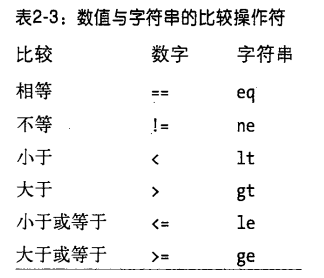 表2-3：数值与字符串的比较操作符
比较 数字 字符串
相等 == eq
不等 != ne
小于 < lt
大于 > gt
小于或等于 <= le
大于或等于 >= ge